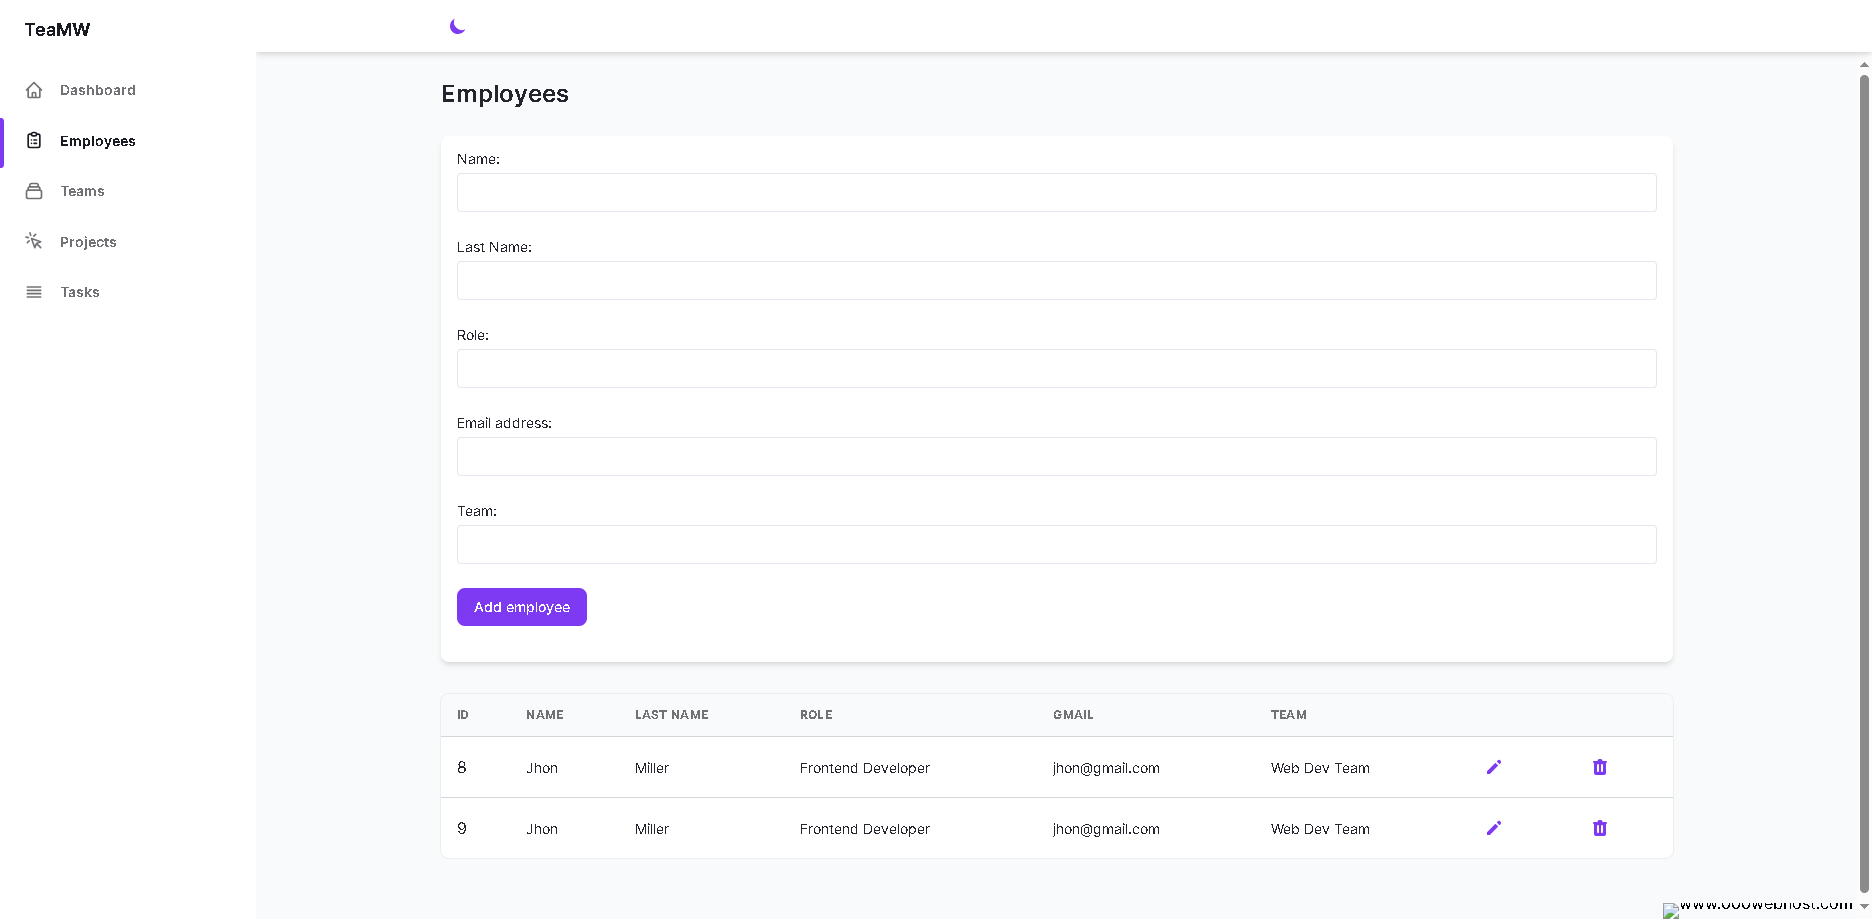 TeaMW
Dashboard
Employees
Teams
Projects
Tasks
Employees
Name:
Last Name:
Role:
Email address:
Team:
Add employee
ID NAME LAST NAME ROLE GMAIL TEAM
8 Jhon Miller Frontend Developer jhon@gmail.com Web Dev Team
9 Jhon Miller Frontend Developer jhon@gmail.com Web Dev Team
www.000webhost.com